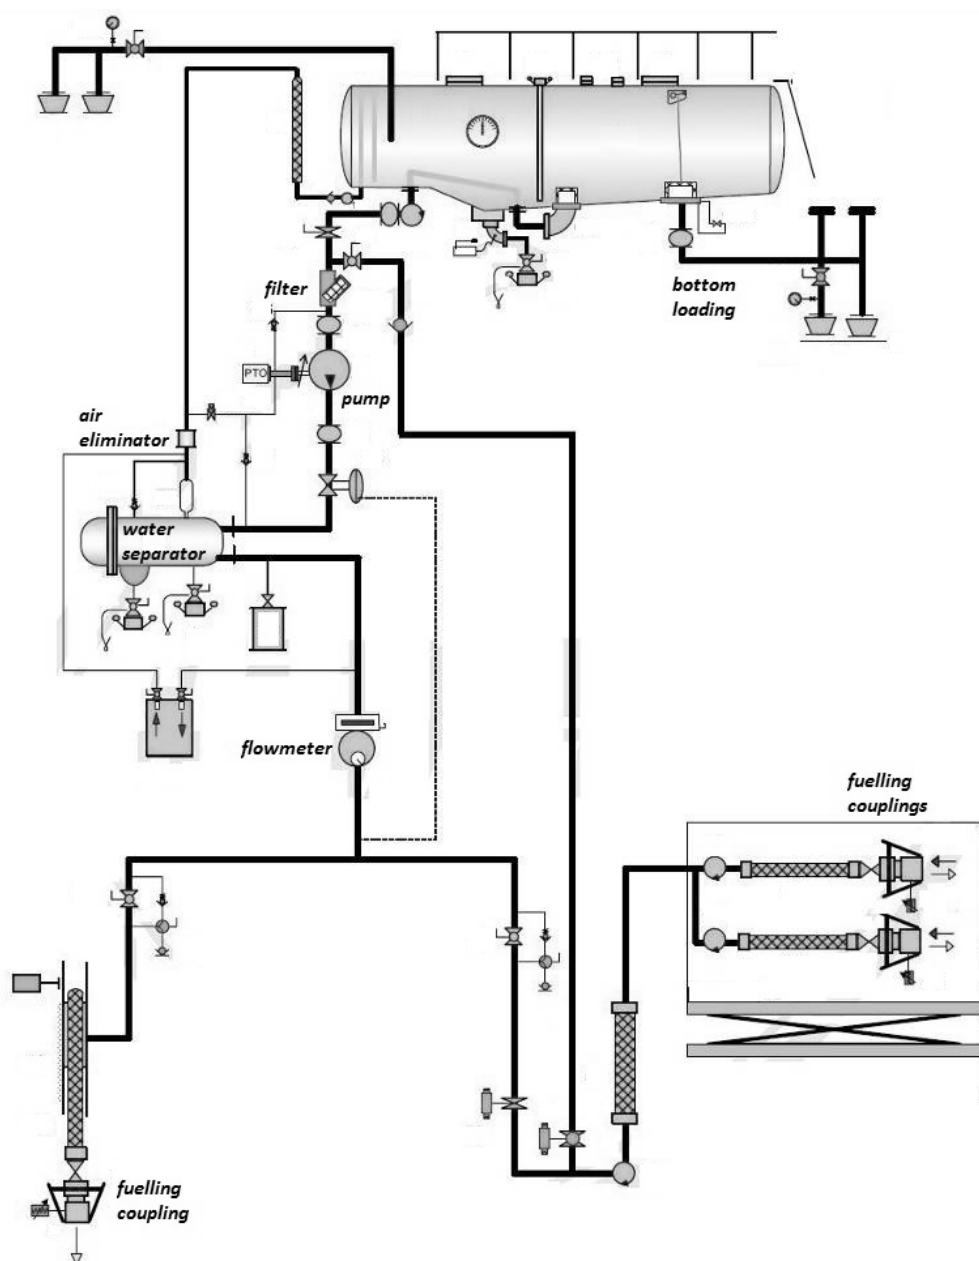 filter
bottom
loading
PTO
pump
air
eliminator
water
separator
flowmeter
fuelling
couplings
fuelling
coupling